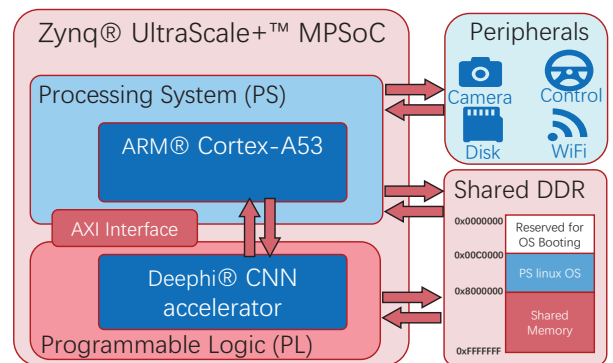 Zynq® UltraScale+™ MPSoC
Processing System (PS)
ARM® Cortex-A53
AXI Interface
Deephi® CNN
accelerator
Programmable Logic (PL)
Peripherals
Camera
Control
Disk
WiFi
Shared DDR
0x0000000
Reserved for
OS Booting
0x00C0000
PS linux OS
0x8000000
Shared
Memory
0xFFFFFFF